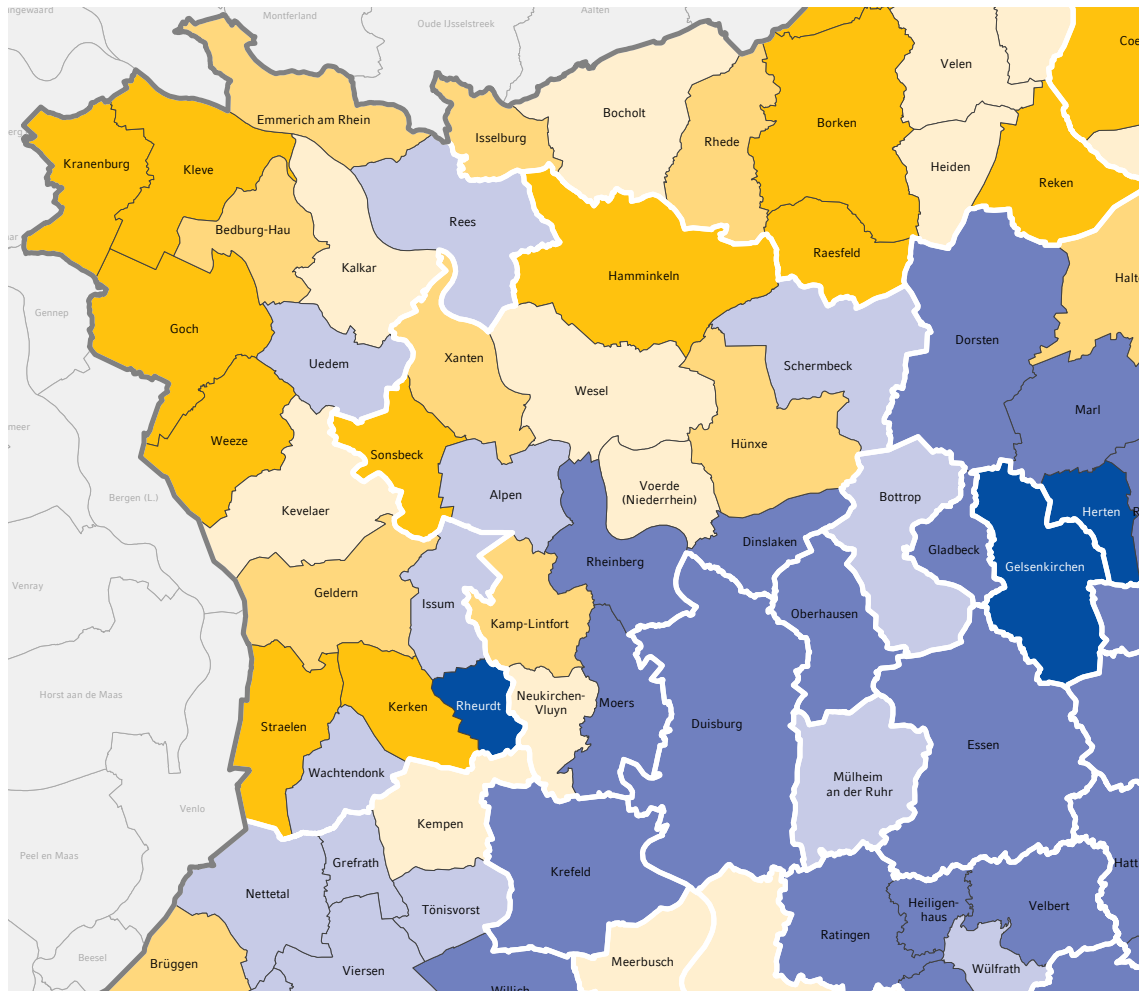 ingewaard
Montferland
Oude IJsselstreek
Aalten
Coe
Velen
Bocholt
Emmerich am Rhein
Borken
Isselburg
Rhede
Kranenburg
Kleve
Heiden
Reken
Rees
Bedburg-Hau
Raesfeld
Kalkar
Hamminkeln
Halte
Gennep
Goch
Dorsten
Xanten
Uedem
Schermbeck
Wesel
Marl
meer
Weeze
Hünxe
Sonsbeck
Voerde
(Niederrhein)
Alpen
Bottrop
Bergen (L.)
Kevelaer
Herten
R
Dinslaken
Gladbeck
Rheinberg
Gelsenkirchen
Venray
Geldern
Issum
Oberhausen
Kamp-Lintfort
Horst aan de Maas
Neukirchen-
Vluyn
Rheurdt
Moers
Kerken
Straelen
Duisburg
Essen
Wachtendonk
Mülheim
an der Ruhr
Venlo
Kempen
Peel en Maas
Grefrath
Hatt
Krefeld
Nettetal
Tönisvorst
Heiligen-
haus
Velbert
Ratingen
Beesel
Brüggen
Viersen
Meerbusch
Wülfrath
Willich